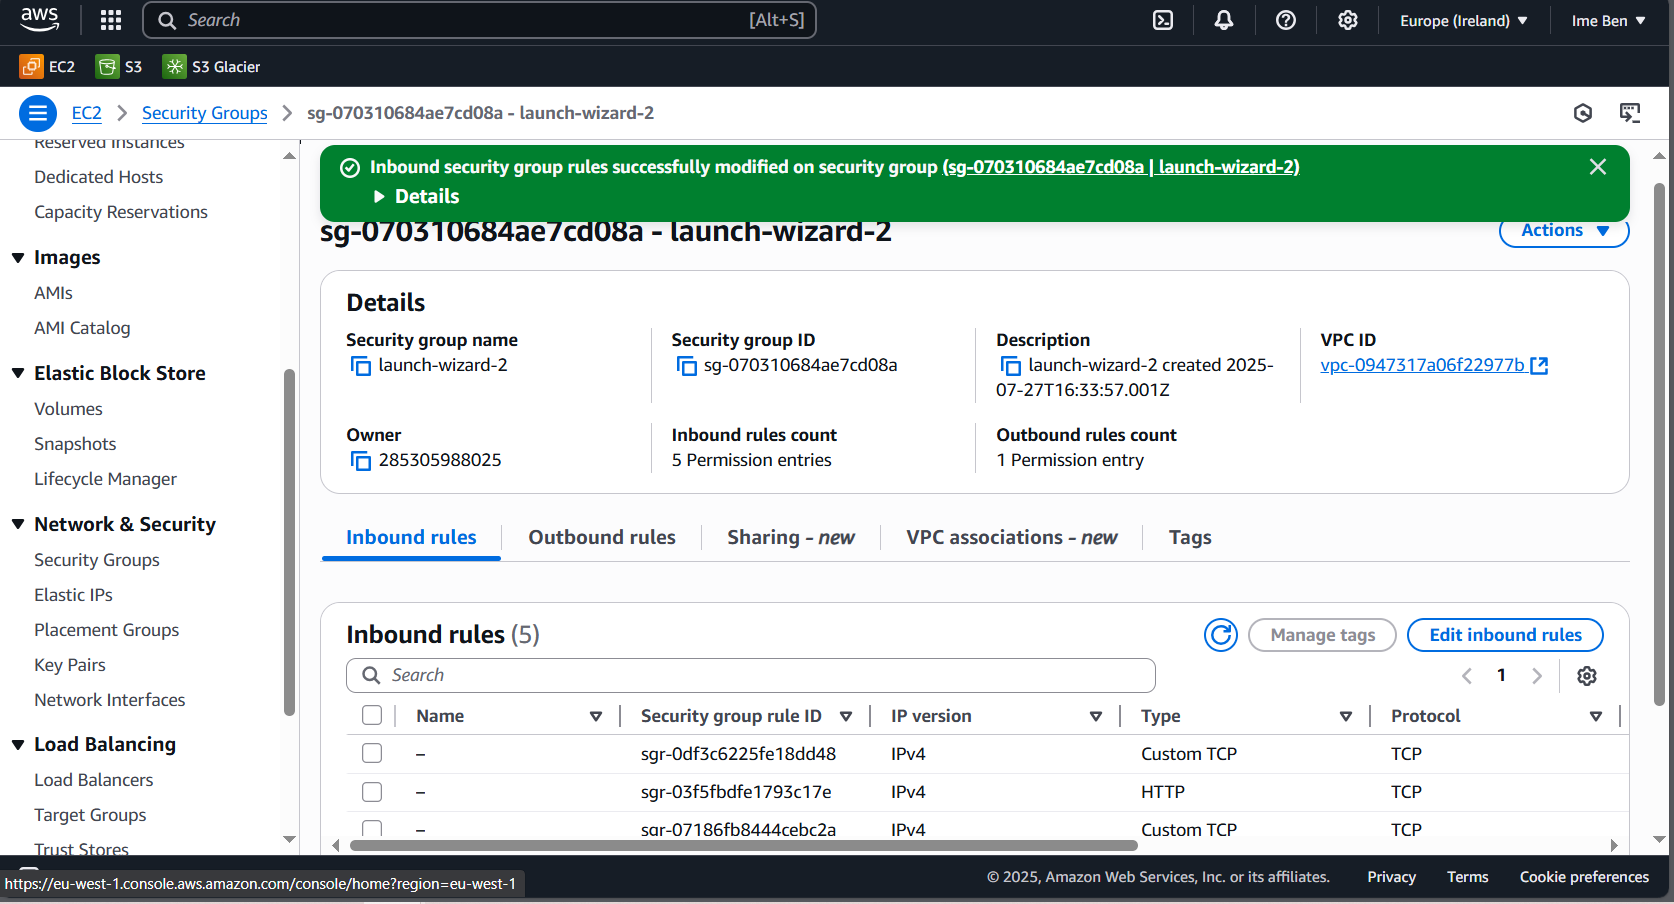 aws
Search [Alt+S]
Europe (Ireland) Ime Ben
EC2 S3 S3 Glacier
EC2 Security Groups sg-070310684ae7cd08a - launch-wizard-2
Reserved Instances
Dedicated Hosts
Capacity Reservations
Images
AMIs
AMI Catalog
Elastic Block Store
Volumes
Snapshots
Lifecycle Manager
Network & Security
Security Groups
Elastic IPs
Placement Groups
Key Pairs
Network Interfaces
Load Balancing
Load Balancers
Target Groups
Trust Stores
Inbound security group rules successfully modified on security group (sg-070310684ae7cd08a | launch-wizard-2)
Details
sg-070310684ae7cd08a - launch-wizard-2
Actions
Details
Security group name
launch-wizard-2
Security group ID
sg-070310684ae7cd08a
Description
launch-wizard-2 created 2025-
07-27T16:33:57.001Z
VPC ID
vpc-0947317a06f22977b
Owner
285305988025
Inbound rules count
5 Permission entries
Outbound rules count
1 Permission entry
Inbound rules Outbound rules Sharing - new VPC associations - new Tags
Inbound rules (5)
Manage tags Edit inbound rules
Search
1
Name Security group rule ID IP version Type Protocol
– sgr-0df3c6225fe18dd48 IPv4 Custom TCP TCP
– sgr-03f5fbdfe1793c17e IPv4 HTTP TCP
– sgr-07186fb8444cebc2a IPv4 Custom TCP TCP
© 2025, Amazon Web Services, Inc. or its affiliates. Privacy Terms Cookie preferences
https://eu-west-1.console.aws.amazon.com/console/home?region=eu-west-1